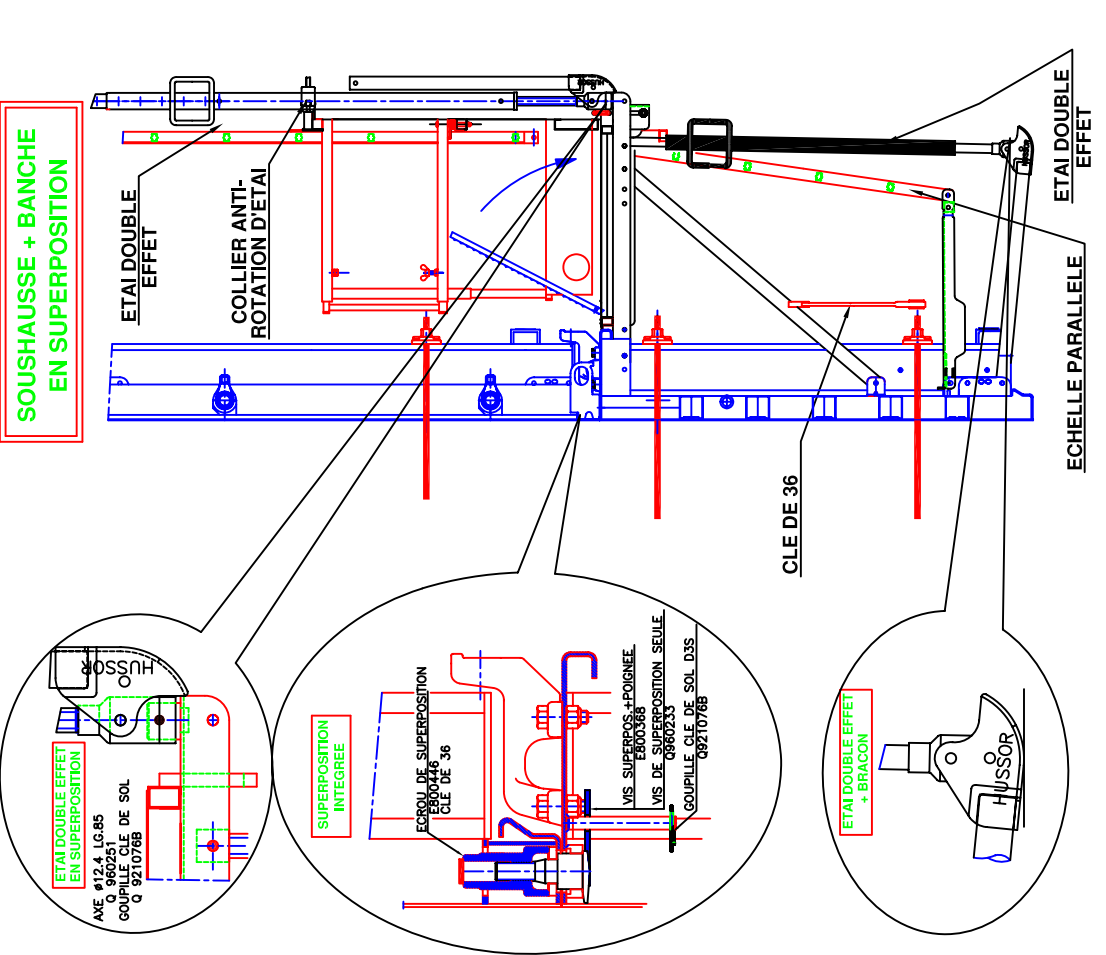 SOUSHAUSSE + BANCHE
EN SUPERPOSITION
ETAI DOUBLE
EFFET
COLLIER ANTI-
ROTATION D'ETAI
HUSSOR
HUSSOR
ETAI DOUBLE
EFFET
ECHELLE PARALLELE
CLE DE 36
ETAI DOUBLE EFFET
EN SUPERPOSITION
AXE ø12.4 LG.85
Q 960251
GOUPILLE CLE DE SOL
Q 921076B
HUSSOR
SUPERPOSITION
INTEGREE
ECROU DE SUPERPOSITION
E800446
CLE DE 36
VIS SUPERPOS.+POIGNEE
E800368
VIS DE SUPERPOSITION SEULE
Q960233
GOUPILLE CLE DE SOL D3S
Q921076B
ETAI DOUBLE EFFET
+ BRACON
HUSSOR